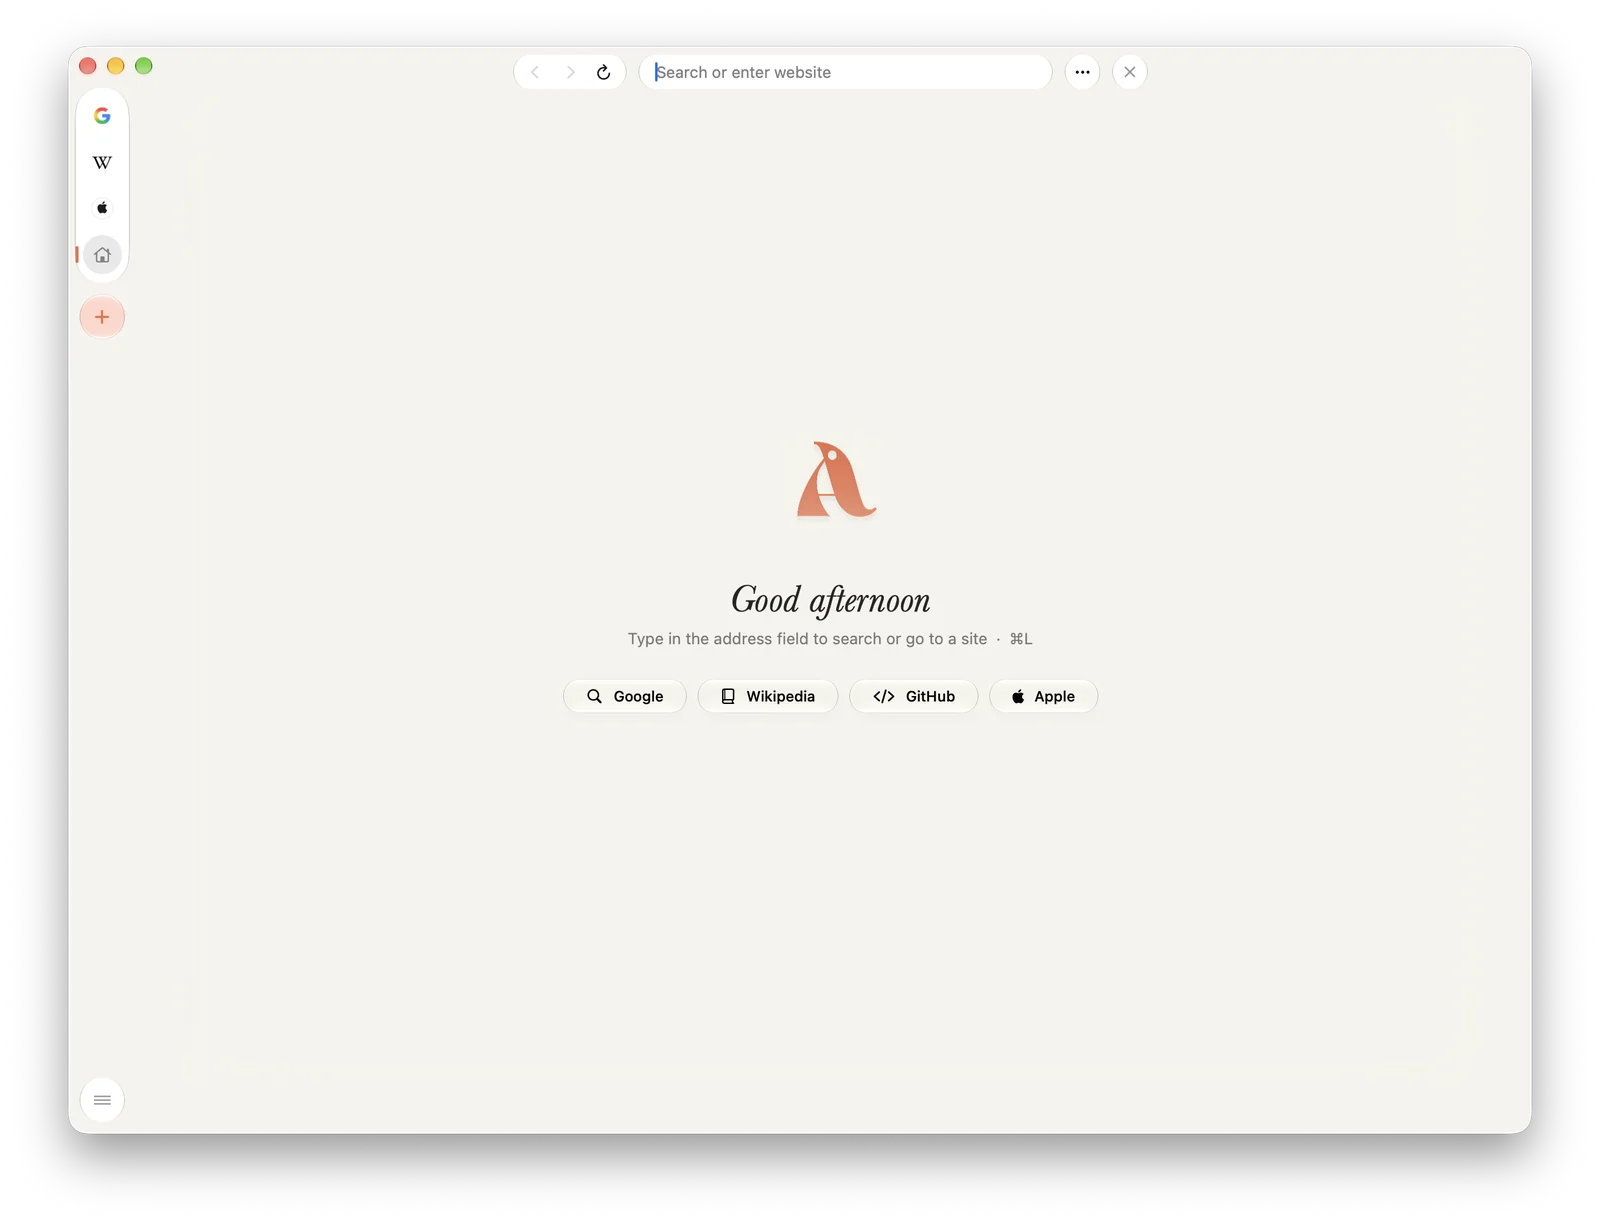 Search or enter website
W
A
Good afternoon
Type in the address field to search or go to a site · ⌘L
Google
Wikipedia
</> GitHub
Apple